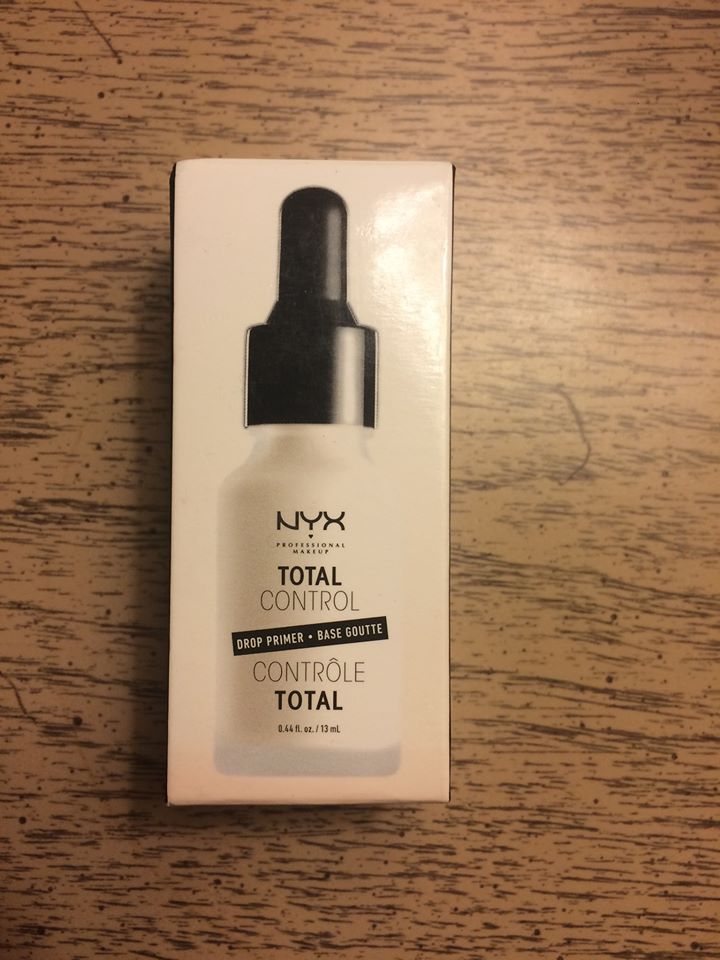 NYX
PROFESSIONAL
MAKEUP
TOTAL
CONTROL
DROP PRIMER • BASE GOUTTE
CONTRÔLE
TOTAL
0.44 fl. oz. / 13 mL